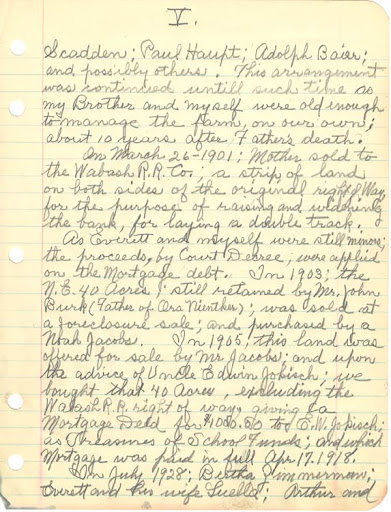 V.
Scadden; Paul Haupt; Adolph Baier;
and possibly others. This arrangement
was continued untill such time as
my Brother and myself were old enough
to manage the farm, on our own;
about 10 years after Father's death.
On March 26-1901; Mother sold to
the Wabash R.R. Co.; a strip of land
on both sides of the original right of Way,
for the purpose of raising and widening
the bank, for laying a double track.
As Everett and myself were still minors;
the proceeds, by Court Decree, were applied
on the Mortgage debt. In 1903; the
N.E. 40 Acres; still retained by Mr. John
Burk (Father of Ora Nienther); was sold at
a foreclosure sale; and purchased by a
Noah Jacobs. In 1905, this land was
offered for sale by Mr Jacobs; and upon
the advice of Uncle Edwin Jokisch; we
bought that 40 Acres, excluding the
Wabash R.R. right of way, giving a
Mortgage Deed for $1000.00 to E.W. Jokisch;
as Treasurer of School Funds; and which
Mortgage was paid in full Apr. 17, 1918.
In July 1928; Bertha Zimmerman;
Everett and his wife Luella; Arthur and